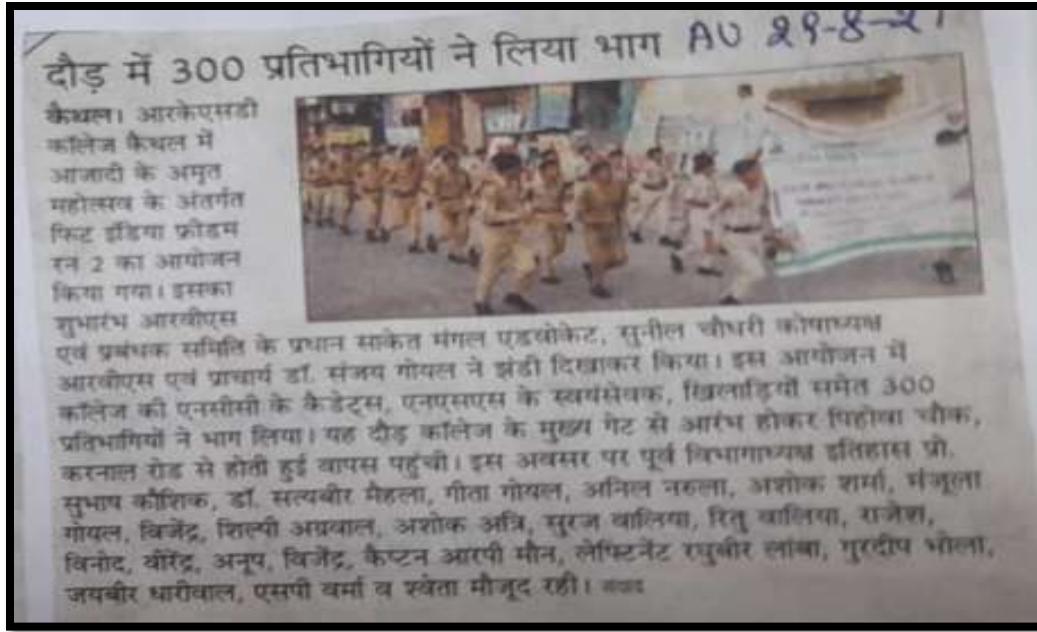 AU 29-8-21
दौड़ में 300 प्रतिभागियों ने लिया भाग
कैथल। आरकेएसडी
कॉलेज कैथल में
आजादी के अमृत
महोत्सव के अंतर्गत
फिट इंडिया फ्रीडम
रन 2 का आयोजन
किया गया। इसका
शुभारंभ आरवीएस
एवं प्रबंधक समिति के प्रधान साकेत मंगल एडवोकेट, सुनील चौधरी कोषाध्यक्ष
आरवीएस एवं प्राचार्य डॉ. संजय गोयल ने झंडी दिखाकर किया। इस आयोजन में
कॉलेज की एनसीसी के कैडेट्स, एनएसएस के स्वयंसेवक, खिलाड़ियों समेत 300
प्रतिभागियों ने भाग लिया। यह दौड़ कॉलेज के मुख्य गेट से आरंभ होकर पिहोवा चौक,
करनाल रोड से होती हुई वापस पहुंची। इस अवसर पर पूर्व विभागाध्यक्ष इतिहास प्रो.
सुभाष कौशिक, डॉ. सत्यबीर मैहला, गीता गोयल, अनिल नरुला, अशोक शर्मा, मंजूला
गोयल, विजेंद्र, शिल्पी अग्रवाल, अशोक अत्रि, सुरज वालिया, रितु वालिया, राजेश,
विनोद, वीरेंद्र, अनूप, विजेंद्र, कैप्टन आरपी मौन, लेफ्टिनेंट रघुबीर लांबा, गुरदीप भोला,
जयबीर धारीवाल, एसपी वर्मा व श्वेता मौजूद रही। संवाद